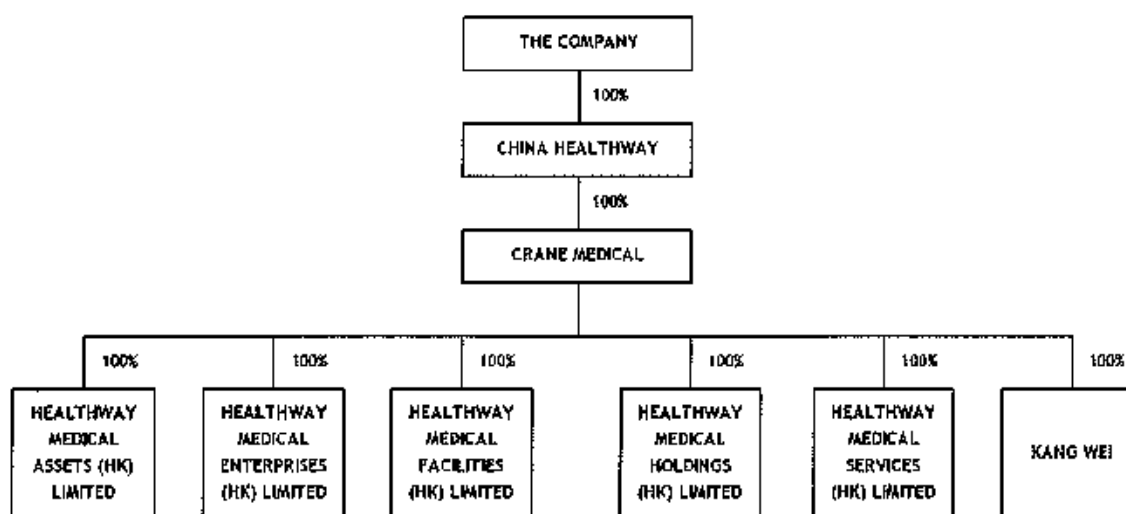 THE COMPANY
100%
CHINA HEALTHWAY
100%
CRANE MEDICAL
100%
100%
100%
100%
100%
100%
HEALTHWAY
MEDICAL
ASSETS (HK)
LIMITED
HEALTHWAY
MEDICAL
ENTERPRISES
(HK) LIMITED
HEALTHWAY
MEDICAL
FACILITIES
(HK) LIMITED
HEALTHWAY
MEDICAL
HOLDINGS
(HK) LIMITED
HEALTHWAY
MEDICAL
SERVICES
(HK) LIMITED
KANG WEI